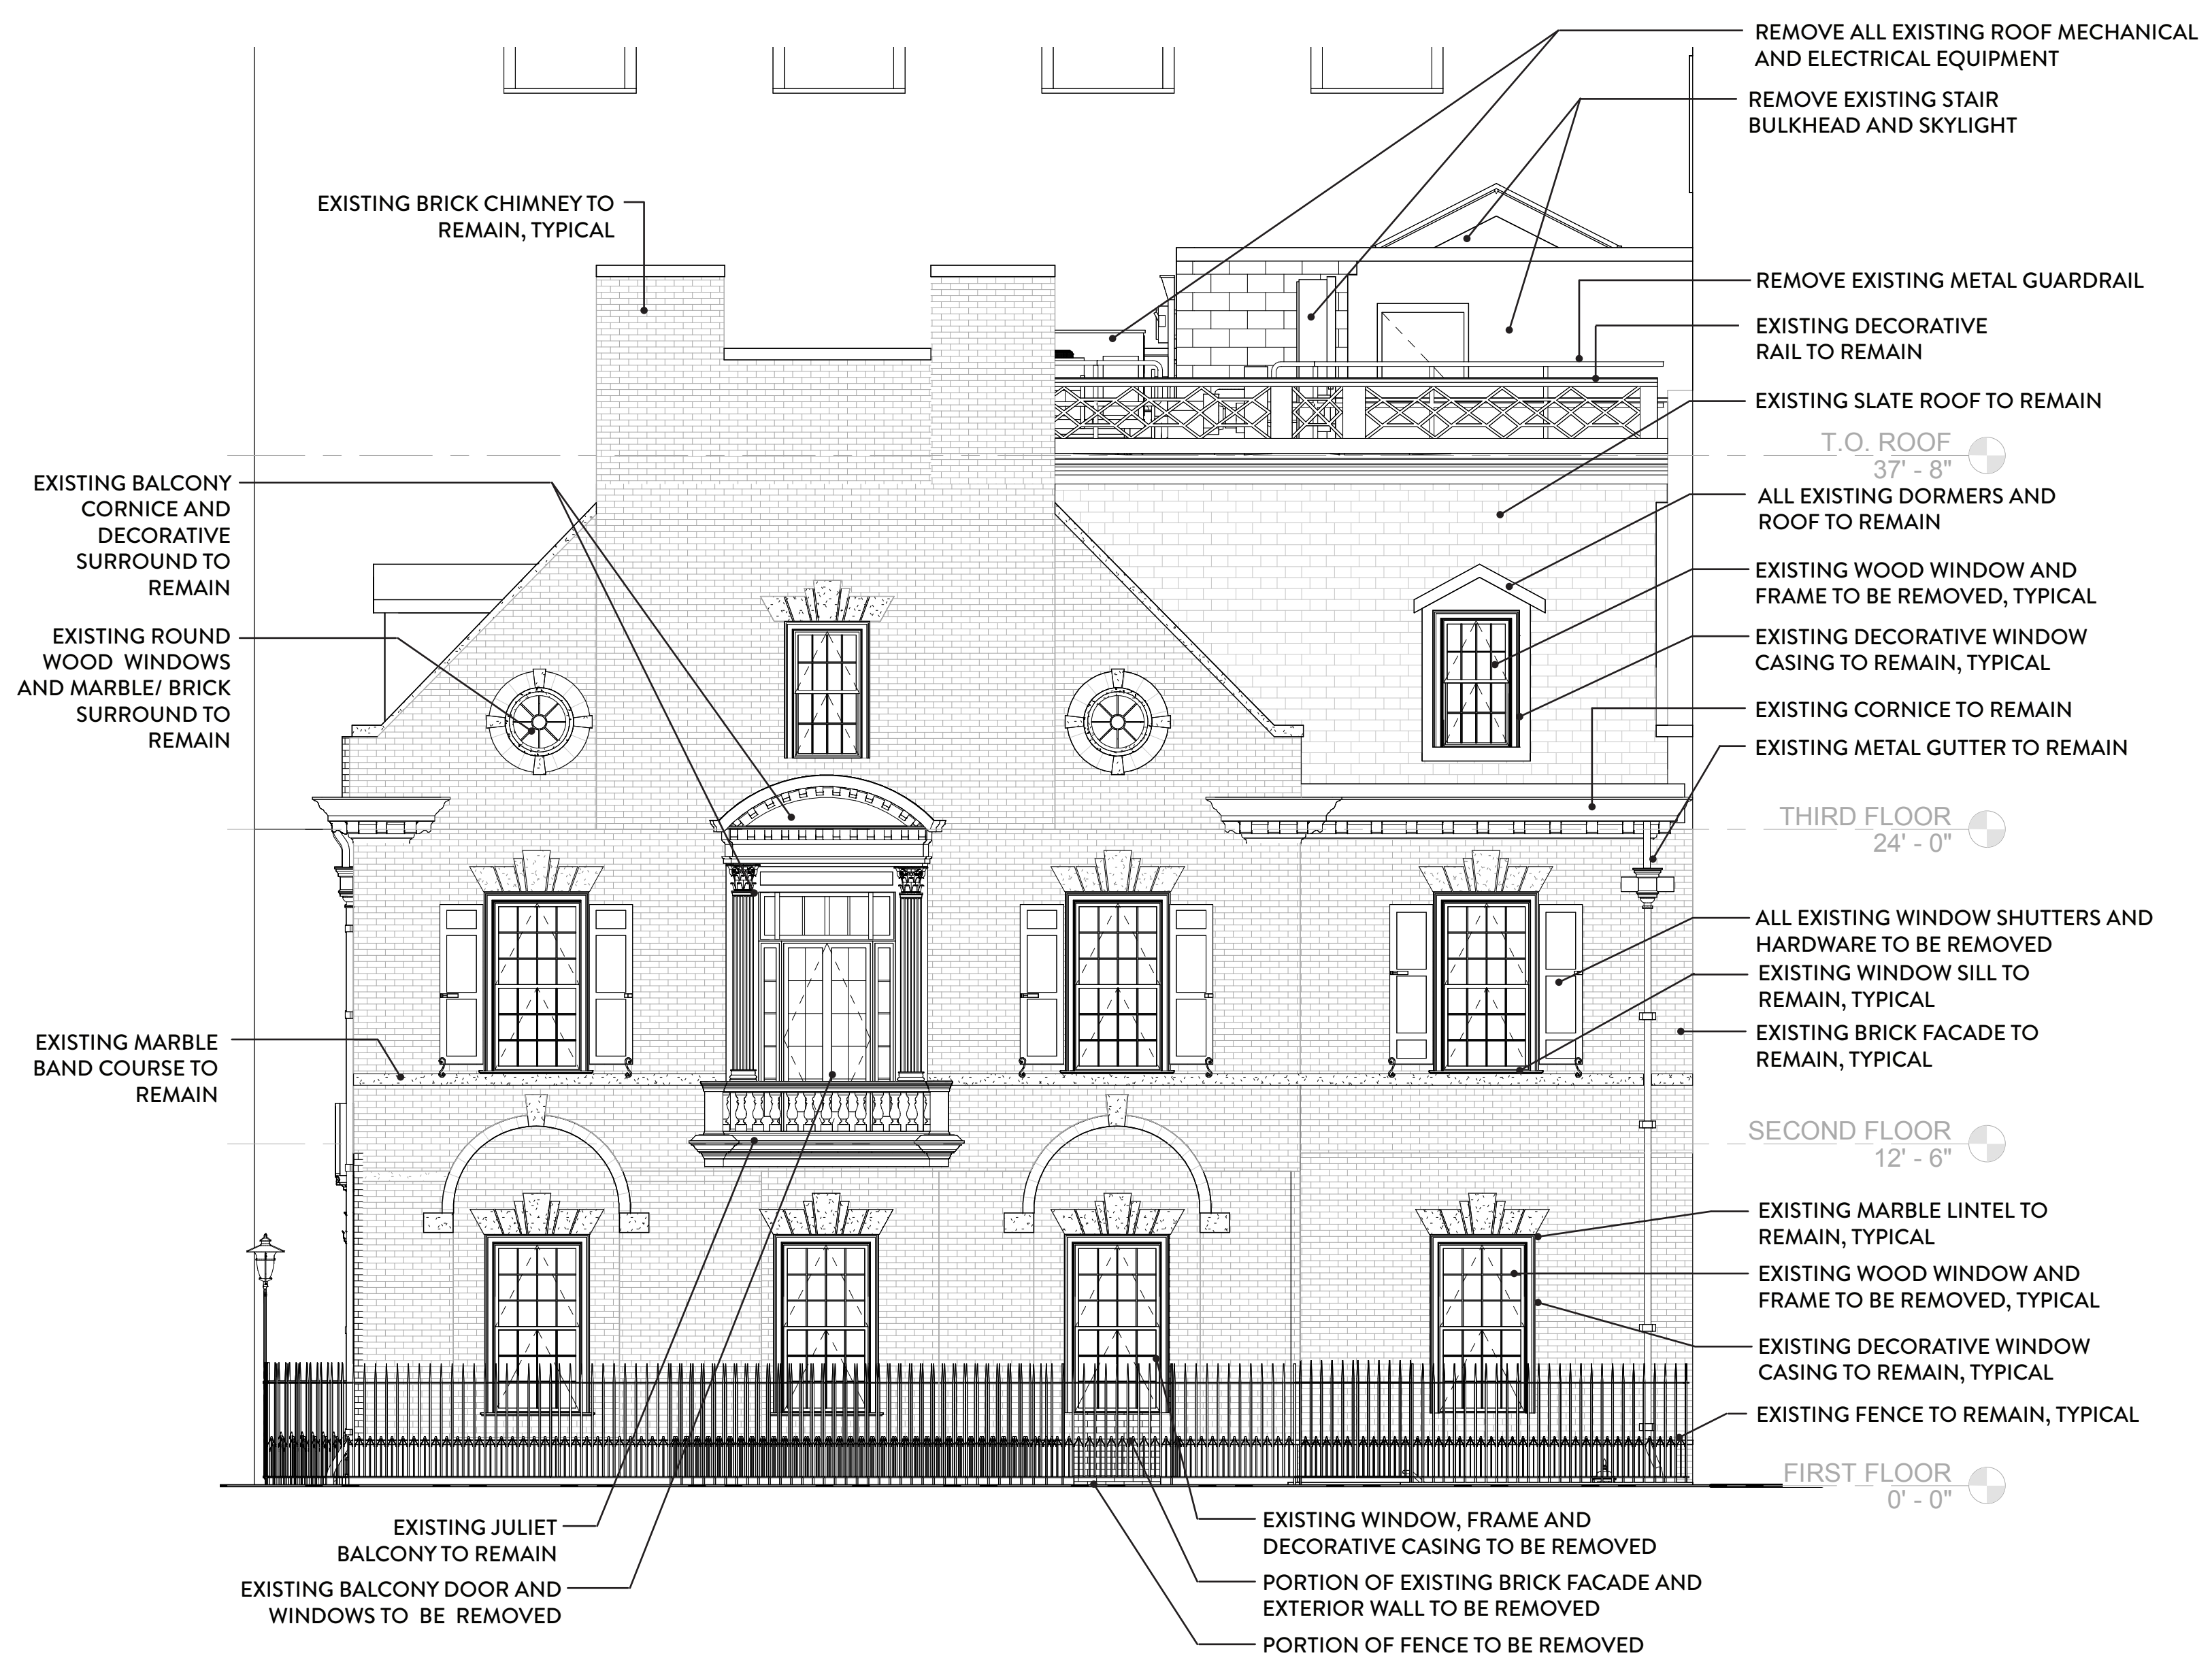 REMOVE ALL EXISTING ROOF MECHANICAL
AND ELECTRICAL EQUIPMENT
REMOVE EXISTING STAIR
BULKHEAD AND SKYLIGHT
EXISTING BRICK CHIMNEY TO
REMAIN, TYPICAL
REMOVE EXISTING METAL GUARDRAIL
EXISTING DECORATIVE
RAIL TO REMAIN
EXISTING SLATE ROOF TO REMAIN
T.O. ROOF
37' - 8"
EXISTING BALCONY
CORNICE AND
DECORATIVE
SURROUND TO
REMAIN
ALL EXISTING DORMERS AND
ROOF TO REMAIN
EXISTING WOOD WINDOW AND
FRAME TO BE REMOVED, TYPICAL
EXISTING ROUND
WOOD WINDOWS
AND MARBLE/ BRICK
SURROUND TO
REMAIN
EXISTING DECORATIVE WINDOW
CASING TO REMAIN, TYPICAL
EXISTING CORNICE TO REMAIN
EXISTING METAL GUTTER TO REMAIN
THIRD FLOOR
24' - 0"
ALL EXISTING WINDOW SHUTTERS AND
HARDWARE TO BE REMOVED
EXISTING WINDOW SILL TO
REMAIN, TYPICAL
EXISTING BRICK FACADE TO
REMAIN, TYPICAL
EXISTING MARBLE
BAND COURSE TO
REMAIN
SECOND FLOOR
12' - 6"
EXISTING MARBLE LINTEL TO
REMAIN, TYPICAL
EXISTING WOOD WINDOW AND
FRAME TO BE REMOVED, TYPICAL
EXISTING DECORATIVE WINDOW
CASING TO REMAIN, TYPICAL
EXISTING FENCE TO REMAIN, TYPICAL
FIRST FLOOR
0' - 0"
EXISTING JULIET
BALCONY TO REMAIN
EXISTING BALCONY DOOR AND
WINDOWS TO BE REMOVED
EXISTING WINDOW, FRAME AND
DECORATIVE CASING TO BE REMOVED
PORTION OF EXISTING BRICK FACADE AND
EXTERIOR WALL TO BE REMOVED
PORTION OF FENCE TO BE REMOVED